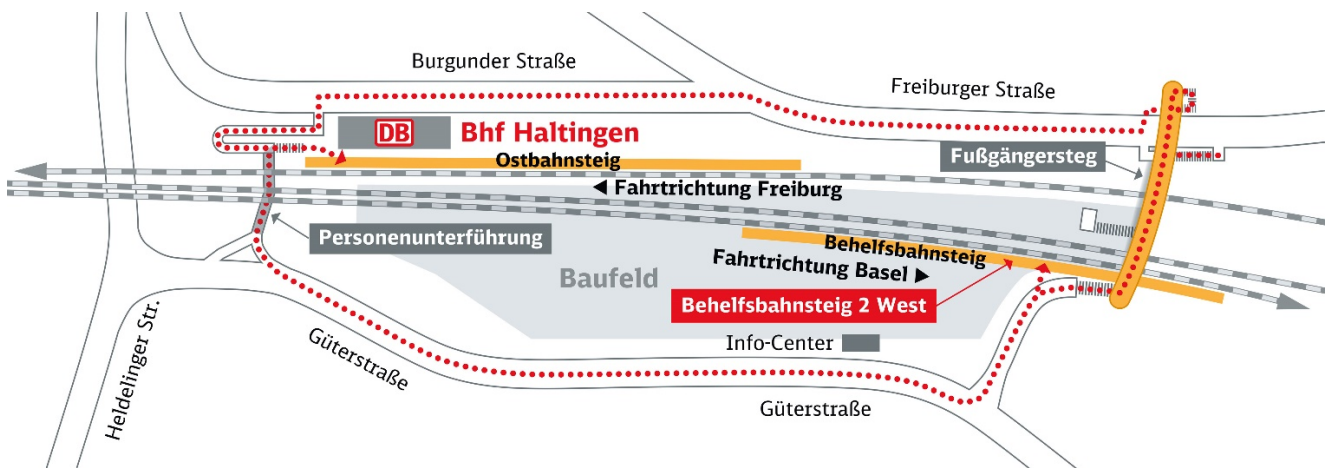 Burgunder Straße
Freiburger Straße
DB
Bhf Haltingen
Ostbahnsteig
Fußgängersteg
◄ Fahrtrichtung Freiburg
Personenunterführung
Behelfsbahnsteig
Fahrtrichtung Basel ►
Baufeld
Behelfsbahnsteig 2 West
Info-Center
Heldelinger Str.
Güterstraße
Güterstraße